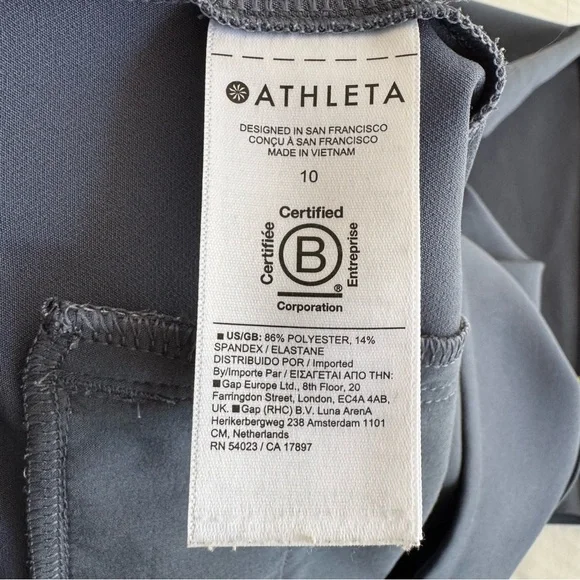 ATHLETA
DESIGNED IN SAN FRANCISCO
CONÇU À SAN FRANCISCO
MADE IN VIETNAM
10
Certified
Certifiée
B
Entreprise
®
Corporation
■ US/GB: 86% POLYESTER, 14%
SPANDEX / ELASTANE
DISTRIBUIDO POR / Imported
By/Importe Par / ΕΙΣΑΓΕΤΑΙ ΑΠΟ ΤΗΝ:
■ Gap Europe Ltd., 8th Floor, 20
Farringdon Street, London, EC4A 4AB,
UK. ■ Gap (RHC) B.V. Luna ArenA
Herikerbergweg 238 Amsterdam 1101
CM, Netherlands
RN 54023 / CA 17897